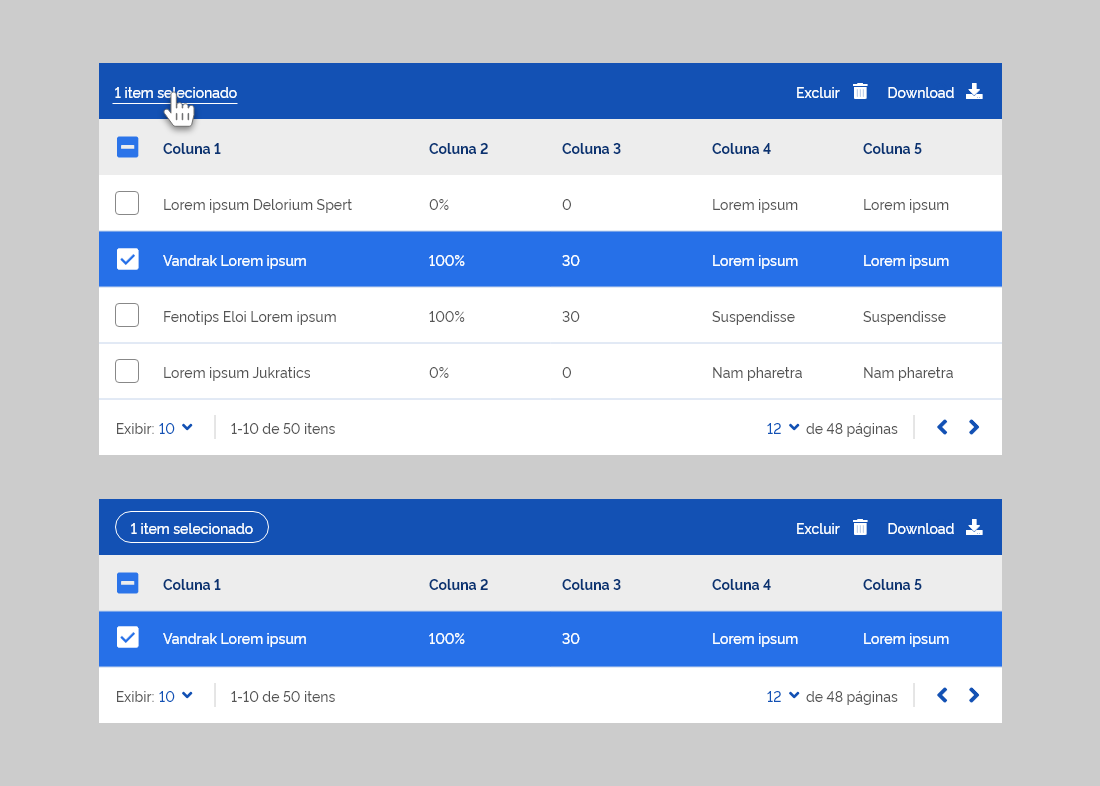 1 item selecionado Excluir Download
Coluna 1 Coluna 2 Coluna 3 Coluna 4 Coluna 5
Lorem ipsum Delorium Spert 0% 0 Lorem ipsum Lorem ipsum
Vandrak Lorem ipsum 100% 30 Lorem ipsum Lorem ipsum
Fenotips Eloi Lorem ipsum 100% 30 Suspendisse Suspendisse
Lorem ipsum Jukratics 0% 0 Nam pharetra Nam pharetra
Exibir: 10 1-10 de 50 itens 12 de 48 páginas
1 item selecionado Excluir Download
Coluna 1 Coluna 2 Coluna 3 Coluna 4 Coluna 5
Vandrak Lorem ipsum 100% 30 Lorem ipsum Lorem ipsum
Exibir: 10 1-10 de 50 itens 12 de 48 páginas